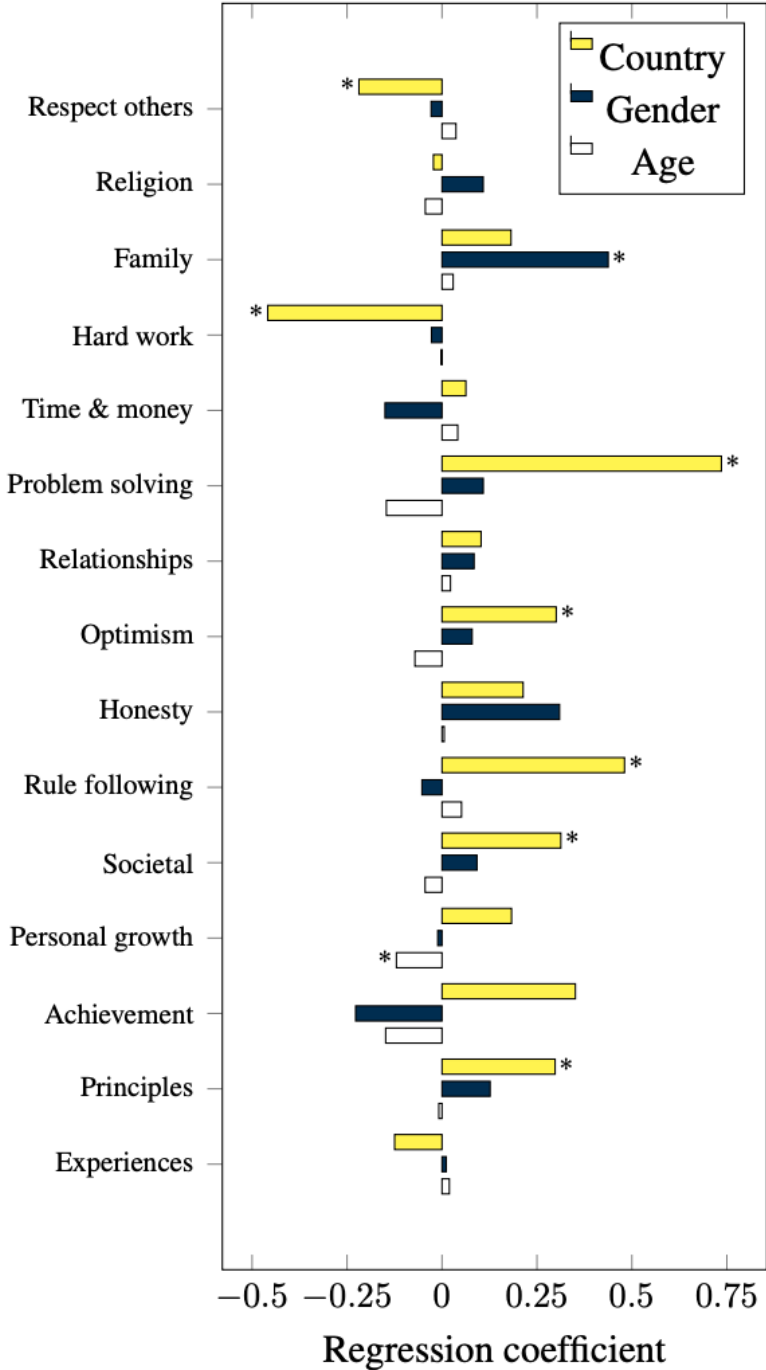 Country
Gender
Age
*
Respect others
Religion
Family
*
*
Hard work
Time & money
*
Problem solving
Relationships
*
Optimism
Honesty
*
Rule following
*
Societal
Personal growth
*
Achievement
*
Principles
Experiences
−0.5 −0.25 0 0.25 0.5 0.75
Regression coefficient